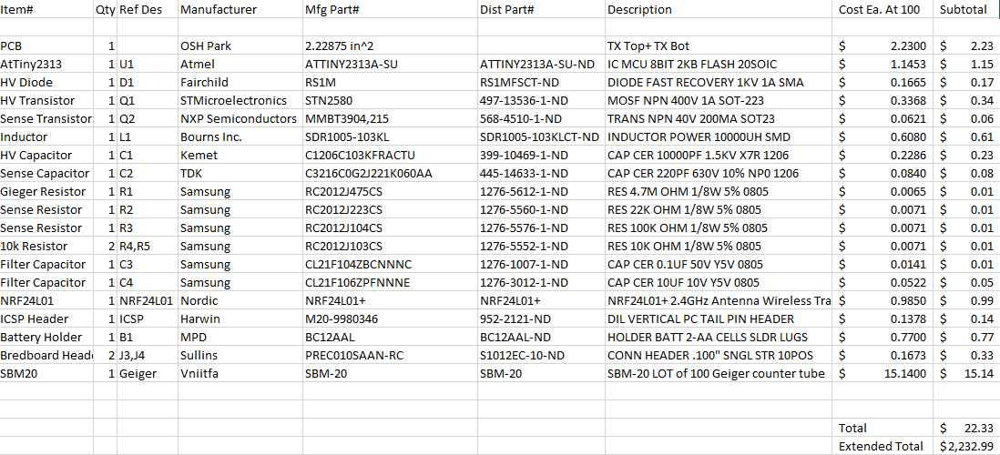 Item# Qty Ref Des Manufacturer Mfg Part# Dist Part# Description Cost Ea. At 100 Subtotal
PCB 1 OSH Park 2.22875 in^2 TX Top+ TX Bot $ 2.2300 $ 2.23
AtTiny2313 1 U1 Atmel ATTINY2313A-SU ATTINY2313A-SU-ND IC MCU 8BIT 2KB FLASH 20SOIC $ 1.1453 $ 1.15
HV Diode 1 D1 Fairchild RS1M RS1MFSCT-ND DIODE FAST RECOVERY 1KV 1A SMA $ 0.1665 $ 0.17
HV Transistor 1 Q1 STMicroelectronics STN2580 497-13536-1-ND MOSF NPN 400V 1A SOT-223 $ 0.3368 $ 0.34
Sense Transistor 1 Q2 NXP Semiconductors MMBT3904,215 568-4510-1-ND TRANS NPN 40V 200MA SOT23 $ 0.0621 $ 0.06
Inductor 1 L1 Bourns Inc. SDR1005-103KL SDR1005-103KLCT-ND INDUCTOR POWER 10000UH SMD $ 0.6080 $ 0.61
HV Capacitor 1 C1 Kemet C1206C103KFRACTU 399-10469-1-ND CAP CER 10000PF 1.5KV X7R 1206 $ 0.2286 $ 0.23
Sense Capacitor 1 C2 TDK C3216C0G2J221K060AA 445-14633-1-ND CAP CER 220PF 630V 10% NP0 1206 $ 0.0840 $ 0.08
Gieger Resistor 1 R1 Samsung RC2012J475CS 1276-5612-1-ND RES 4.7M OHM 1/8W 5% 0805 $ 0.0065 $ 0.01
Sense Resistor 1 R2 Samsung RC2012J223CS 1276-5560-1-ND RES 22K OHM 1/8W 5% 0805 $ 0.0071 $ 0.01
Sense Resistor 1 R3 Samsung RC2012J104CS 1276-5576-1-ND RES 100K OHM 1/8W 5% 0805 $ 0.0071 $ 0.01
10k Resistor 2 R4,R5 Samsung RC2012J103CS 1276-5552-1-ND RES 10K OHM 1/8W 5% 0805 $ 0.0071 $ 0.01
Filter Capacitor 1 C3 Samsung CL21F104ZBCNNNC 1276-1007-1-ND CAP CER 0.1UF 50V Y5V 0805 $ 0.0141 $ 0.01
Filter Capacitor 1 C4 Samsung CL21F106ZPFNNNE 1276-3012-1-ND CAP CER 10UF 10V Y5V 0805 $ 0.0522 $ 0.05
NRF24L01 1 NRF24L01 Nordic NRF24L01+ NRF24L01+ NRF24L01+ 2.4GHz Antenna Wireless Tra $ 0.9850 $ 0.99
ICSP Header 1 ICSP Harwin M20-9980346 952-2121-ND DIL VERTICAL PC TAIL PIN HEADER $ 0.1378 $ 0.14
Battery Holder 1 B1 MPD BC12AAL BC12AAL-ND HOLDER BATT 2-AA CELLS SLDR LUGS $ 0.7700 $ 0.77
Bredboard Heade 2 J3,J4 Sullins PREC010SAAN-RC S1012EC-10-ND CONN HEADER .100" SNGL STR 10POS $ 0.1673 $ 0.33
SBM20 1 Geiger Vniitfa SBM-20 SBM-20 SBM-20 LOT of 100 Geiger counter tube $ 15.1400 $ 15.14
Total $ 22.33
Extended Total $2,232.99